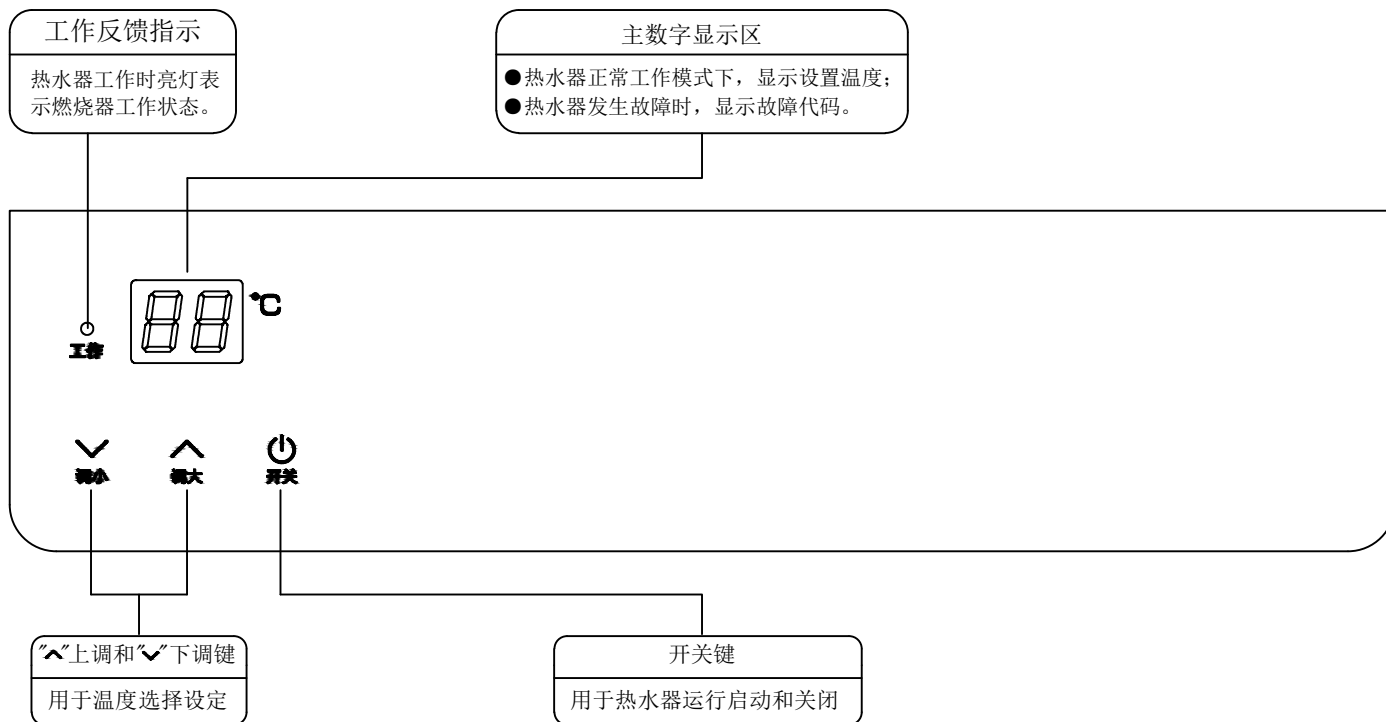 工作反馈指示
热水器工作时亮灯表
示燃烧器工作状态。
主数字显示区
●热水器正常工作模式下，显示设置温度；
●热水器发生故障时，显示故障代码。
88
℃
工作
调小
调大
开关
"︿"上调和"﹀"下调键
用于温度选择设定
开关键
用于热水器运行启动和关闭